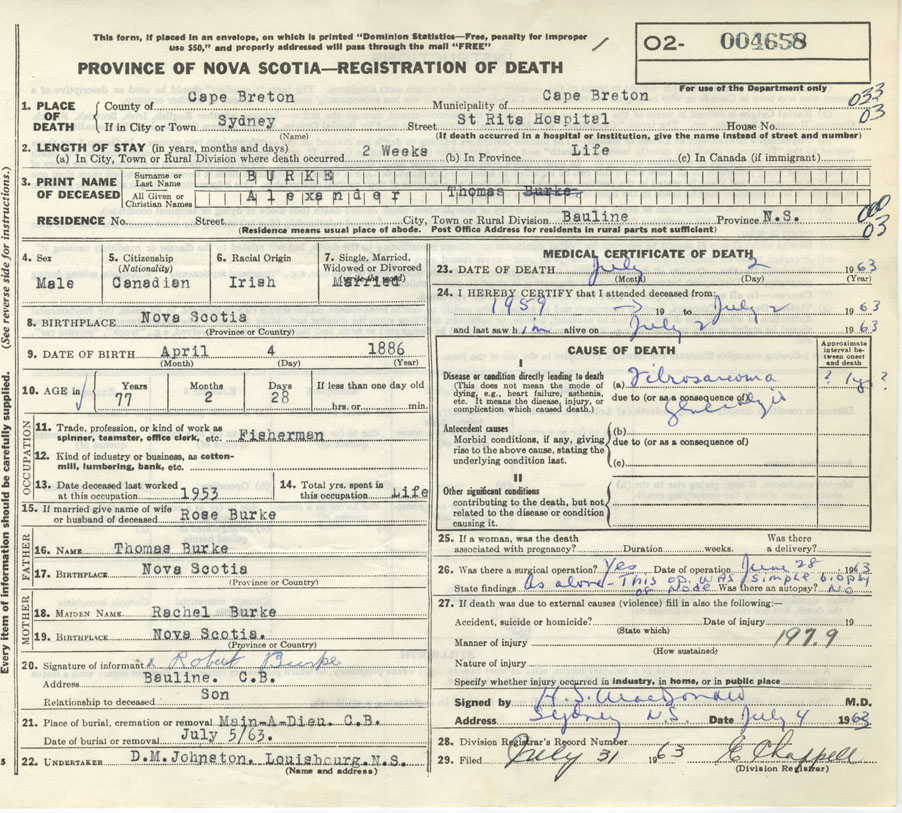 This form, if placed in an envelope, on which is printed "Dominion Statistics—Free, penalty for improper
use $50," and properly addressed will pass through the mail "FREE"
O2- 004658
For use of the Department only
PROVINCE OF NOVA SCOTIA—REGISTRATION OF DEATH
1. PLACE OF DEATH
County of Cape Breton Municipality of Cape Breton 033
If in City or Town Sydney Street St Rita Hospital House No. 03
(Name) (If death occurred in a hospital or institution, give the name instead of street and number)
2. LENGTH OF STAY (in years, months and days)
(a) In City, Town or Rural Division where death occurred 2 Weeks (b) In Province Life (c) In Canada (if immigrant)
3. PRINT NAME OF DECEASED
Surname or Last Name BURKE
All Given or Christian Names Alexander Thomas Burke.
RESIDENCE No. Street City, Town or Rural Division Bauline Province N.S. 000 03
(Residence means usual place of abode. Post Office Address for residents in rural parts not sufficient)
4. Sex Male
5. Citizenship (Nationality) Canadian
6. Racial Origin Irish
7. Single, Married, Widowed or Divorced (write the word) Married
8. BIRTHPLACE Nova Scotia
(Province or Country)
9. DATE OF BIRTH April 4 1886
(Month) (Day) (Year)
10. AGE in Years 77 Months 2 Days 28 If less than one day old hrs. or min.
OCCUPATION
11. Trade, profession, or kind of work as spinner, teamster, office clerk, etc. Fisherman
12. Kind of industry or business, as cotton-mill, lumbering, bank, etc.
13. Date deceased last worked at this occupation 1953
14. Total yrs. spent in this occupation Life
15. If married give name of wife or husband of deceased Rose Burke
FATHER
16. NAME Thomas Burke
17. BIRTHPLACE Nova Scotia
(Province or Country)
MOTHER
18. MAIDEN NAME Rachel Burke
19. BIRTHPLACE Nova Scotia.
(Province or Country)
20. Signature of informant x Robert Burke
Address Bauline. C.B.
Relationship to deceased Son
21. Place of burial, cremation or removal Main-A-Dieu. C.B.
Date of burial or removal July 5/63.
22. UNDERTAKER D.M.Johnston. Louisbourg.N.S.
(Name and address)
MEDICAL CERTIFICATE OF DEATH
23. DATE OF DEATH July 2 1963
(Month) (Day) (Year)
24. I HEREBY CERTIFY that I attended deceased from:
1959 → 19 to July 2 1963
and last saw him alive on July 2 1963
CAUSE OF DEATH
Approximate interval between onset and death
I
Disease or condition directly leading to death
(This does not mean the mode of dying, e.g., heart failure, asthenia, etc. It means the disease, injury, or complication which caused death.)
(a) Fibrosarcoma ? 1yr ?
due to (or as a consequence of)
Antecedent causes
Morbid conditions, if any, giving rise to the above cause, stating the underlying condition last.
(b)
due to (or as a consequence of)
(c)
II
Other significant conditions
contributing to the death, but not related to the disease or condition causing it.
25. If a woman, was the death associated with pregnancy? Duration weeks. Was there a delivery?
26. Was there a surgical operation? Yes Date of operation June 28 1963
State findings As above - This op. was simple biopsy of Node Was there an autopsy? No
27. If death was due to external causes (violence) fill in also the following:—
Accident, suicide or homicide? Date of injury 19
(State which)
Manner of injury 197.9
(How sustained)
Nature of injury
Specify whether injury occurred in industry, in home, or in public place
Signed by H.J. MacDonald M.D.
Address Sydney N.S. Date July 4 1963
28. Division Registrar's Record Number
29. Filed July 31 1963 E Chappell
(Division Registrar)
(See reverse side for instructions.)
Every item of information should be carefully supplied.